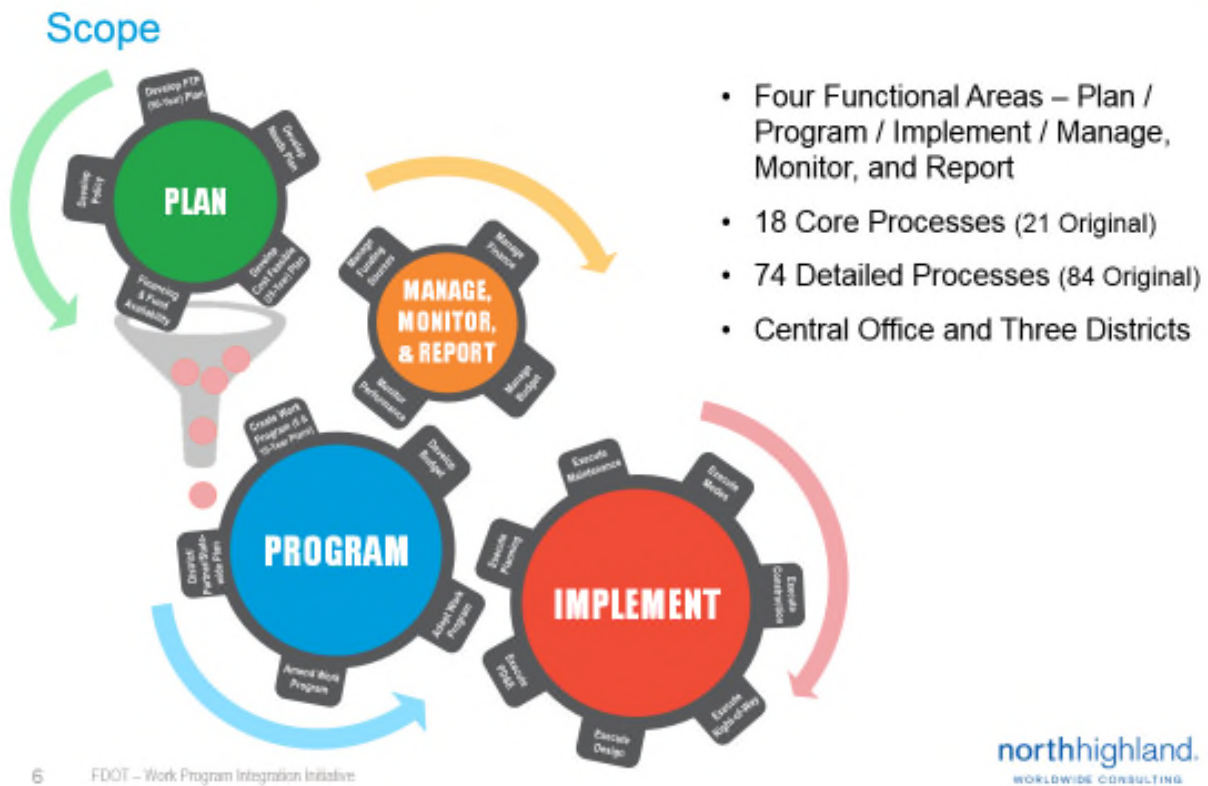 Scope
Develop FTP
(50-Year) Plan
Develop
Needs Plan
Develop
Policy
PLAN
Develop
Cost Feasible
Plan
Financing
& Fund
Availability
Manage
Funding
Sources
Manage
Finance
MANAGE,
MONITOR,
& REPORT
Monitor
Performance
Manage
Budget
• Four Functional Areas – Plan /
Program / Implement / Manage,
Monitor, and Report
• 18 Core Processes (21 Original)
• 74 Detailed Processes (84 Original)
• Central Office and Three Districts
Create Work
Program (5 &
10-Year Plans)
Develop
Budget
District/
Partner/State-
wide Plan
PROGRAM
Adopt Work
Program
Amend Work
Program
Execute
Maintenance
Execute
Modes
Execute
Planning
IMPLEMENT
Execute
Construction
Execute
PD&E
Execute
Right-of-Way
Execute
Design
6 FDOT – Work Program Integration Initiative
northhighland.
WORLDWIDE CONSULTING